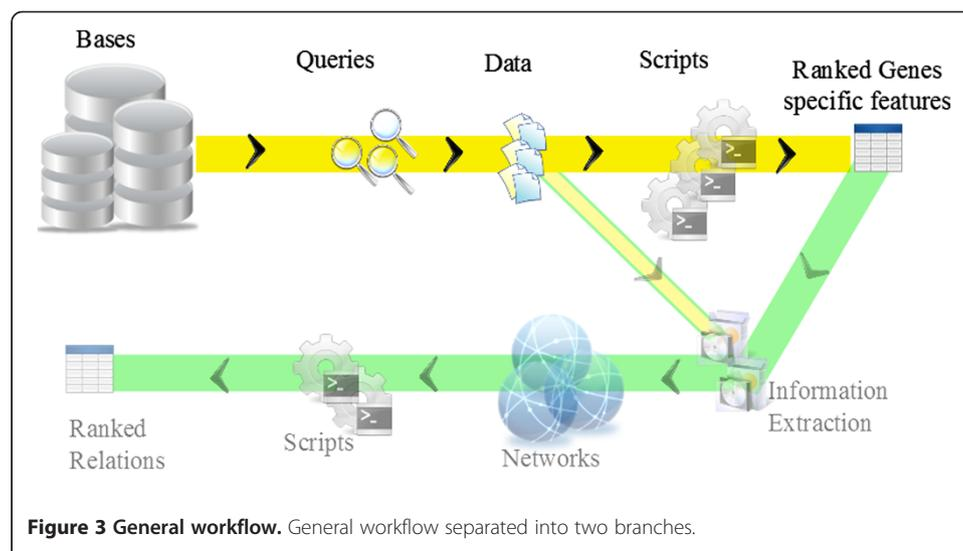 Bases
Queries
Data
Scripts
Ranked Genes
specific features
>_
>_
>_
Information
Extraction
Networks
>_
>_
Scripts
Ranked
Relations
Figure 3 General workflow. General workflow separated into two branches.